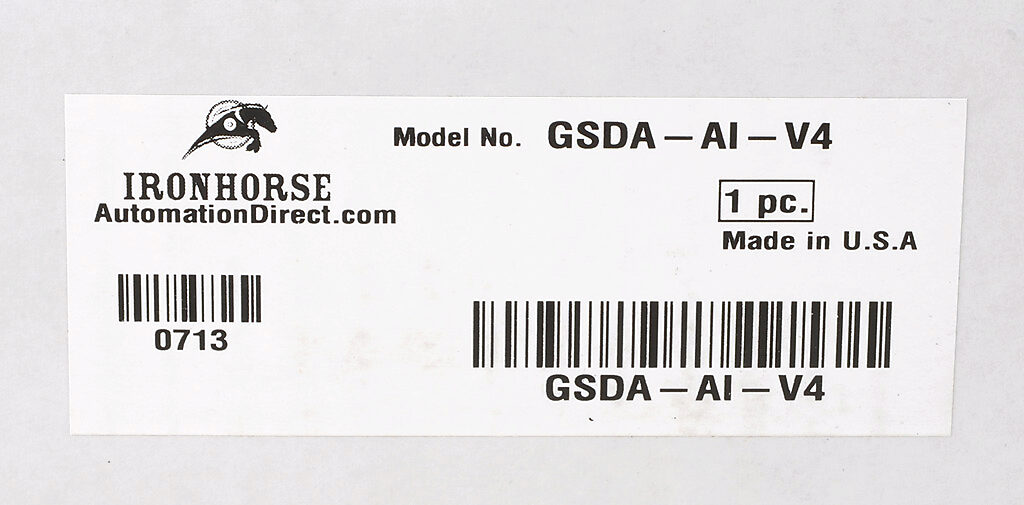 Model No. GSDA – AI – V4
IRONHORSE
AutomationDirect.com
1 pc.
Made in U.S.A
0713
GSDA – AI – V4